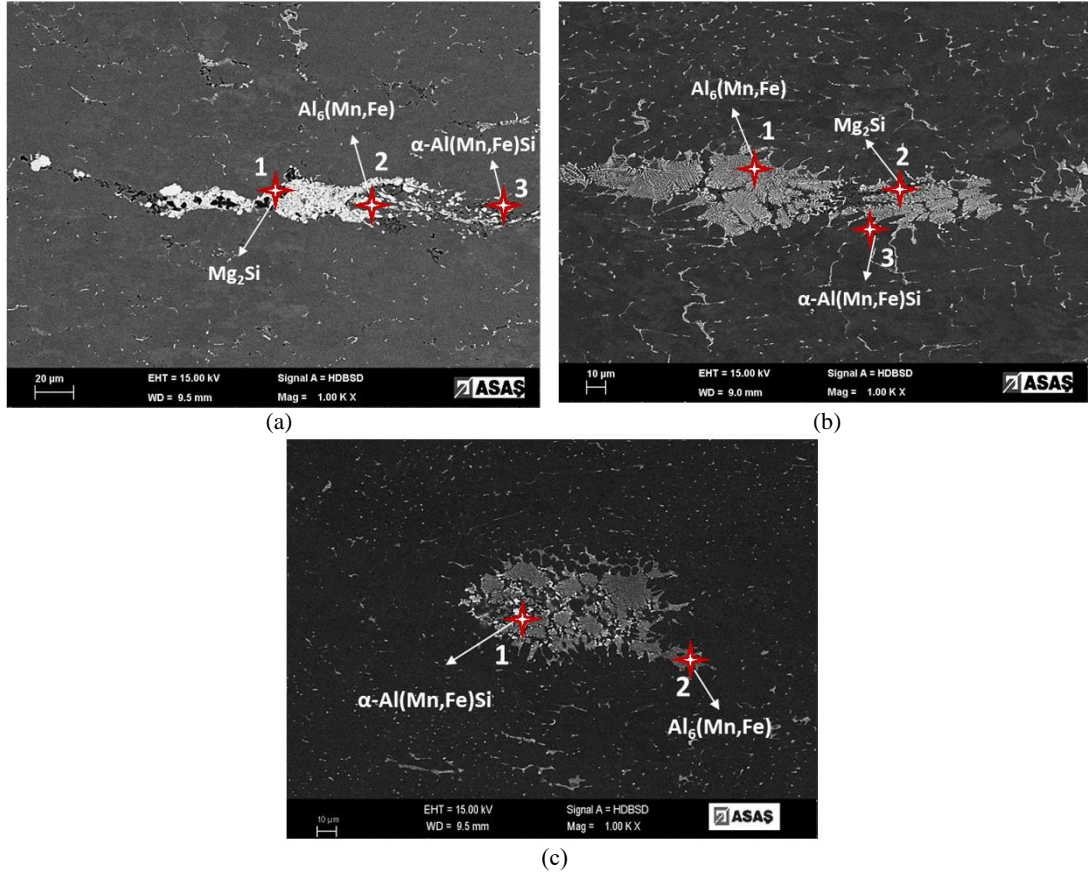 Al₆(Mn,Fe)
α-Al(Mn,Fe)Si
1
2
3
Mg₂Si
20 µm
EHT = 15.00 kV
Signal A = HDBSD
WD = 9.5 mm
Mag = 1.00 K X
ASAŞ
(a)
Al₆(Mn,Fe)
1
Mg₂Si
2
3
α-Al(Mn,Fe)Si
10 µm
EHT = 15.00 kV
Signal A = HDBSD
WD = 9.0 mm
Mag = 1.00 K X
ASAŞ
(b)
1
2
α-Al(Mn,Fe)Si
Al₆(Mn,Fe)
10 µm
EHT = 15.00 kV
Signal A = HDBSD
WD = 9.5 mm
Mag = 1.00 K X
ASAŞ
(c)